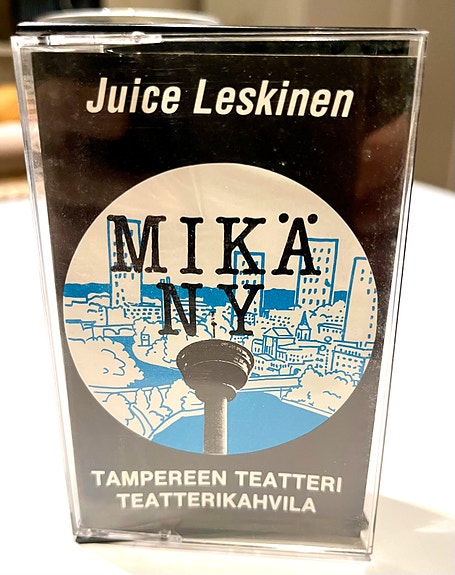 Juice Leskinen
MIKÄ
NY
TAMPEREEN TEATTERI
TEATTERIKAHVILA